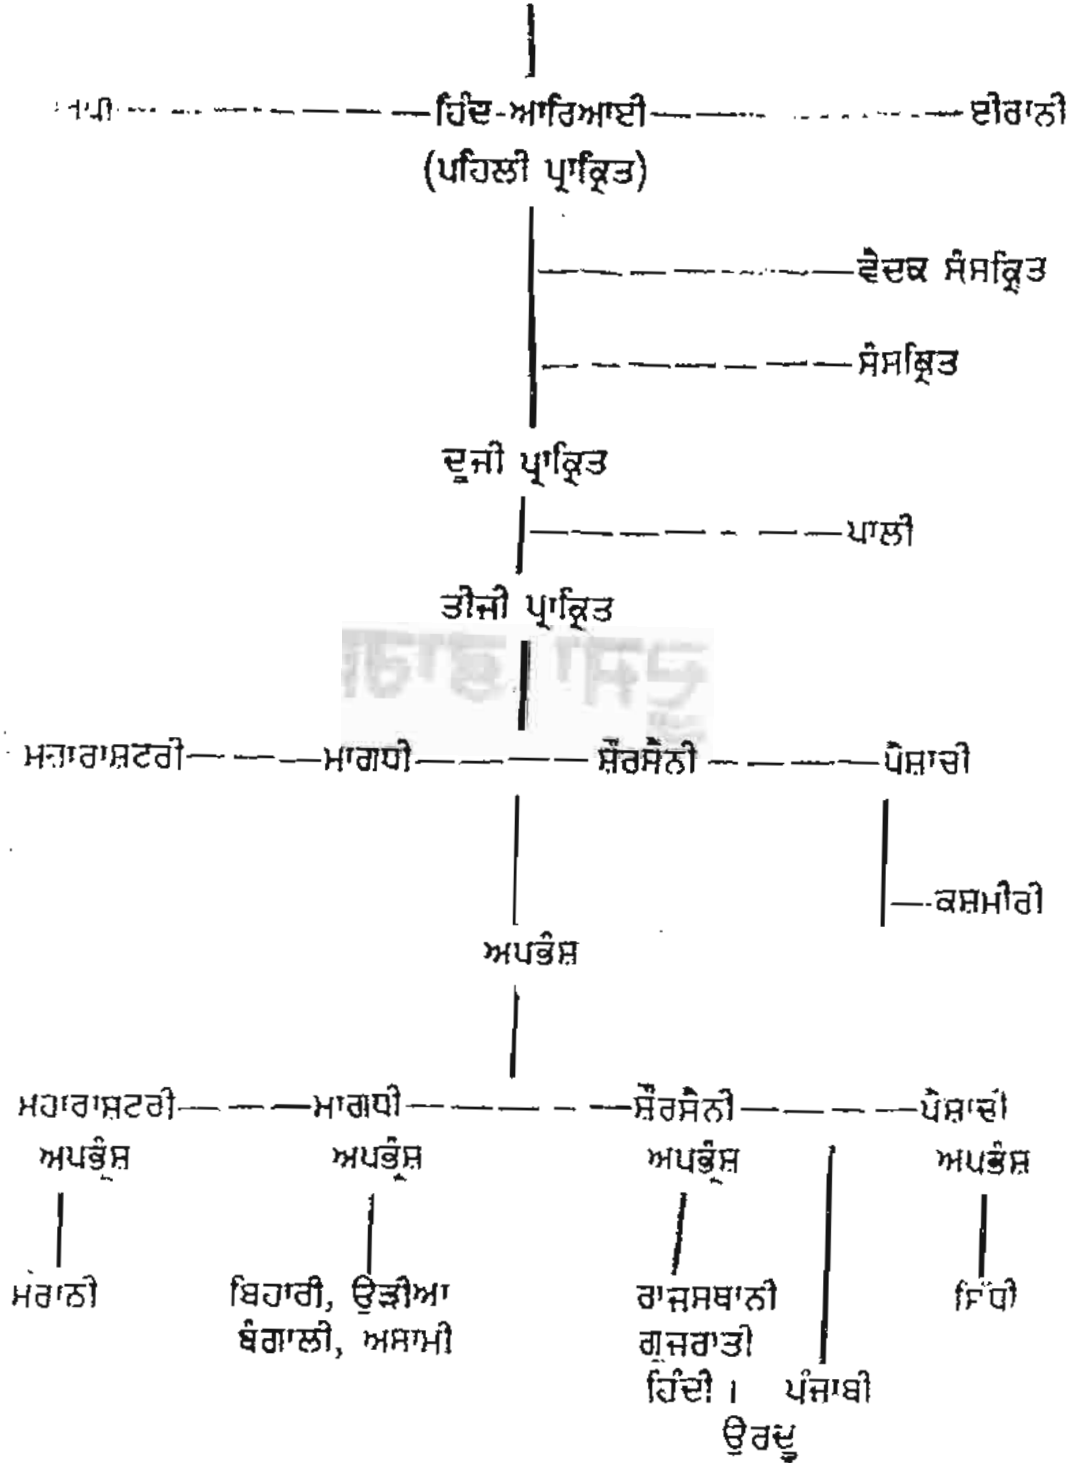 ਹਿੰਦ-ਆਰਿਆਈ ਈਰਾਨੀ
(ਪਹਿਲੀ ਪ੍ਰਾਕ੍ਰਿਤ)
ਵੈਦਕ ਸੰਸਕ੍ਰਿਤ
ਸੰਸਕ੍ਰਿਤ
ਦੂਜੀ ਪ੍ਰਾਕ੍ਰਿਤ
ਪਾਲੀ
ਤੀਜੀ ਪ੍ਰਾਕ੍ਰਿਤ
ਮਹਾਰਾਸ਼ਟਰੀ ਮਾਗਧੀ ਸ਼ੌਰਸੈਨੀ ਪੈਸ਼ਾਚੀ
ਕਸ਼ਮੀਰੀ
ਅਪਭੰਸ਼
ਮਹਾਰਾਸ਼ਟਰੀ ਮਾਗਧੀ ਸ਼ੌਰਸੈਨੀ ਪੈਸ਼ਾਚੀ
ਅਪਭ੍ਰੰਸ਼ ਅਪਭ੍ਰੰਸ਼ ਅਪਭ੍ਰੰਸ਼ ਅਪਭੰਸ਼
ਮਰਾਠੀ ਬਿਹਾਰੀ, ਉੜੀਆ ਰਾਜਸਥਾਨੀ ਸਿੰਧੀ
ਬੰਗਾਲੀ, ਅਸਾਮੀ ਗੁਜਰਾਤੀ
ਹਿੰਦੀ । ਪੰਜਾਬੀ
ਉਰਦੂ